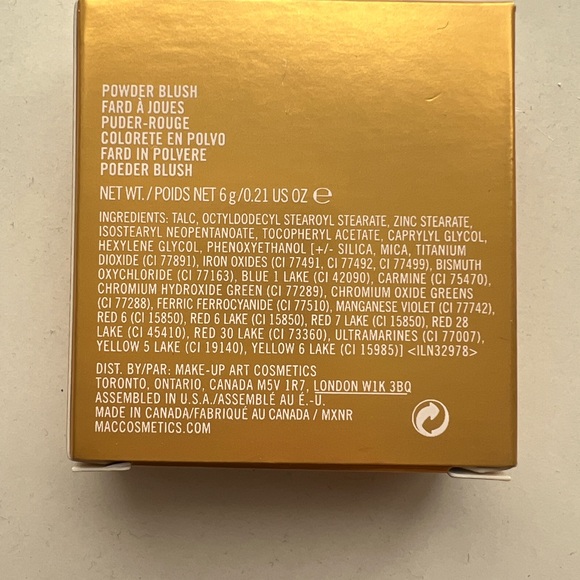 POWDER BLUSH
FARD À JOUES
PUDER-ROUGE
COLORETE EN POLVO
FARD IN POLVERE
POEDER BLUSH
NET WT./POIDS NET 6 g/0.21 US OZ ℮
INGREDIENTS: TALC, OCTYLDODECYL STEAROYL STEARATE, ZINC STEARATE,
ISOSTEARYL NEOPENTANOATE, TOCOPHERYL ACETATE, CAPRYLYL GLYCOL,
HEXYLENE GLYCOL, PHENOXYETHANOL [+/- SILICA, MICA, TITANIUM
DIOXIDE (CI 77891), IRON OXIDES (CI 77491, CI 77492, CI 77499), BISMUTH
OXYCHLORIDE (CI 77163), BLUE 1 LAKE (CI 42090), CARMINE (CI 75470),
CHROMIUM HYDROXIDE GREEN (CI 77289), CHROMIUM OXIDE GREENS
(CI 77288), FERRIC FERROCYANIDE (CI 77510), MANGANESE VIOLET (CI 77742),
RED 6 (CI 15850), RED 6 LAKE (CI 15850), RED 7 LAKE (CI 15850), RED 28
LAKE (CI 45410), RED 30 LAKE (CI 73360), ULTRAMARINES (CI 77007),
YELLOW 5 LAKE (CI 19140), YELLOW 6 LAKE (CI 15985)] <ILN32978>
DIST. BY/PAR: MAKE-UP ART COSMETICS
TORONTO, ONTARIO, CANADA M5V 1R7, LONDON W1K 3BQ
ASSEMBLED IN U.S.A./ASSEMBLÉ AU É.-U.
MADE IN CANADA/FABRIQUÉ AU CANADA / MXNR
MACCOSMETICS.COM